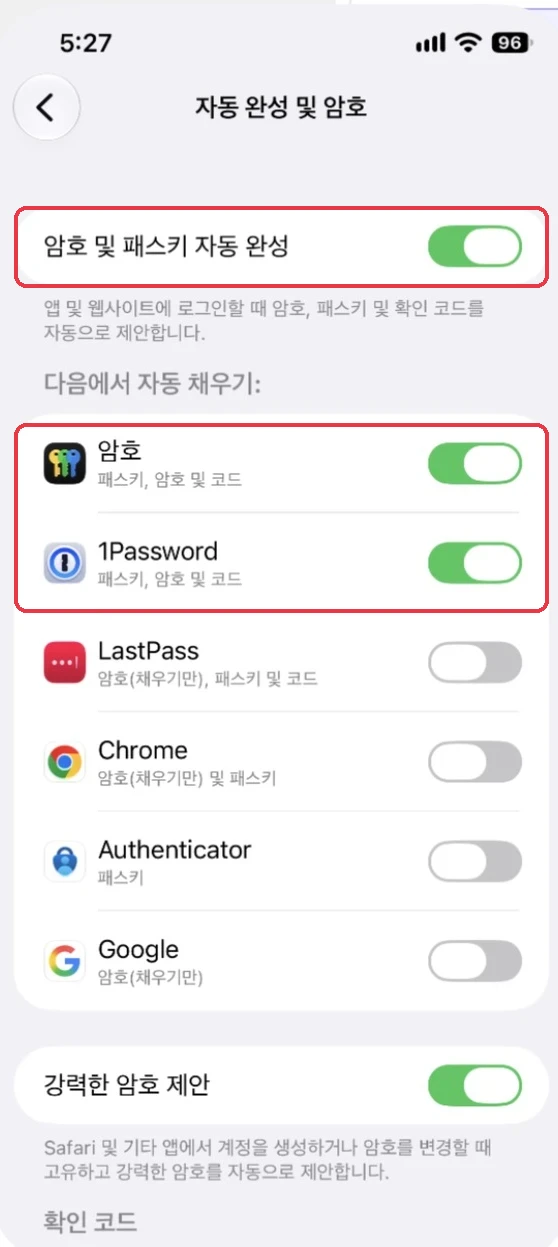 5:27
96
자동 완성 및 암호
암호 및 패스키 자동 완성
앱 및 웹사이트에 로그인할 때 암호, 패스키 및 확인 코드를
자동으로 제안합니다.
다음에서 자동 채우기:
암호
패스키, 암호 및 코드
1Password
패스키, 암호 및 코드
LastPass
암호(채우기만), 패스키 및 코드
Chrome
암호(채우기만) 및 패스키
Authenticator
패스키
Google
암호(채우기만)
강력한 암호 제안
Safari 및 기타 앱에서 계정을 생성하거나 암호를 변경할 때
고유하고 강력한 암호를 자동으로 제안합니다.
확인 코드